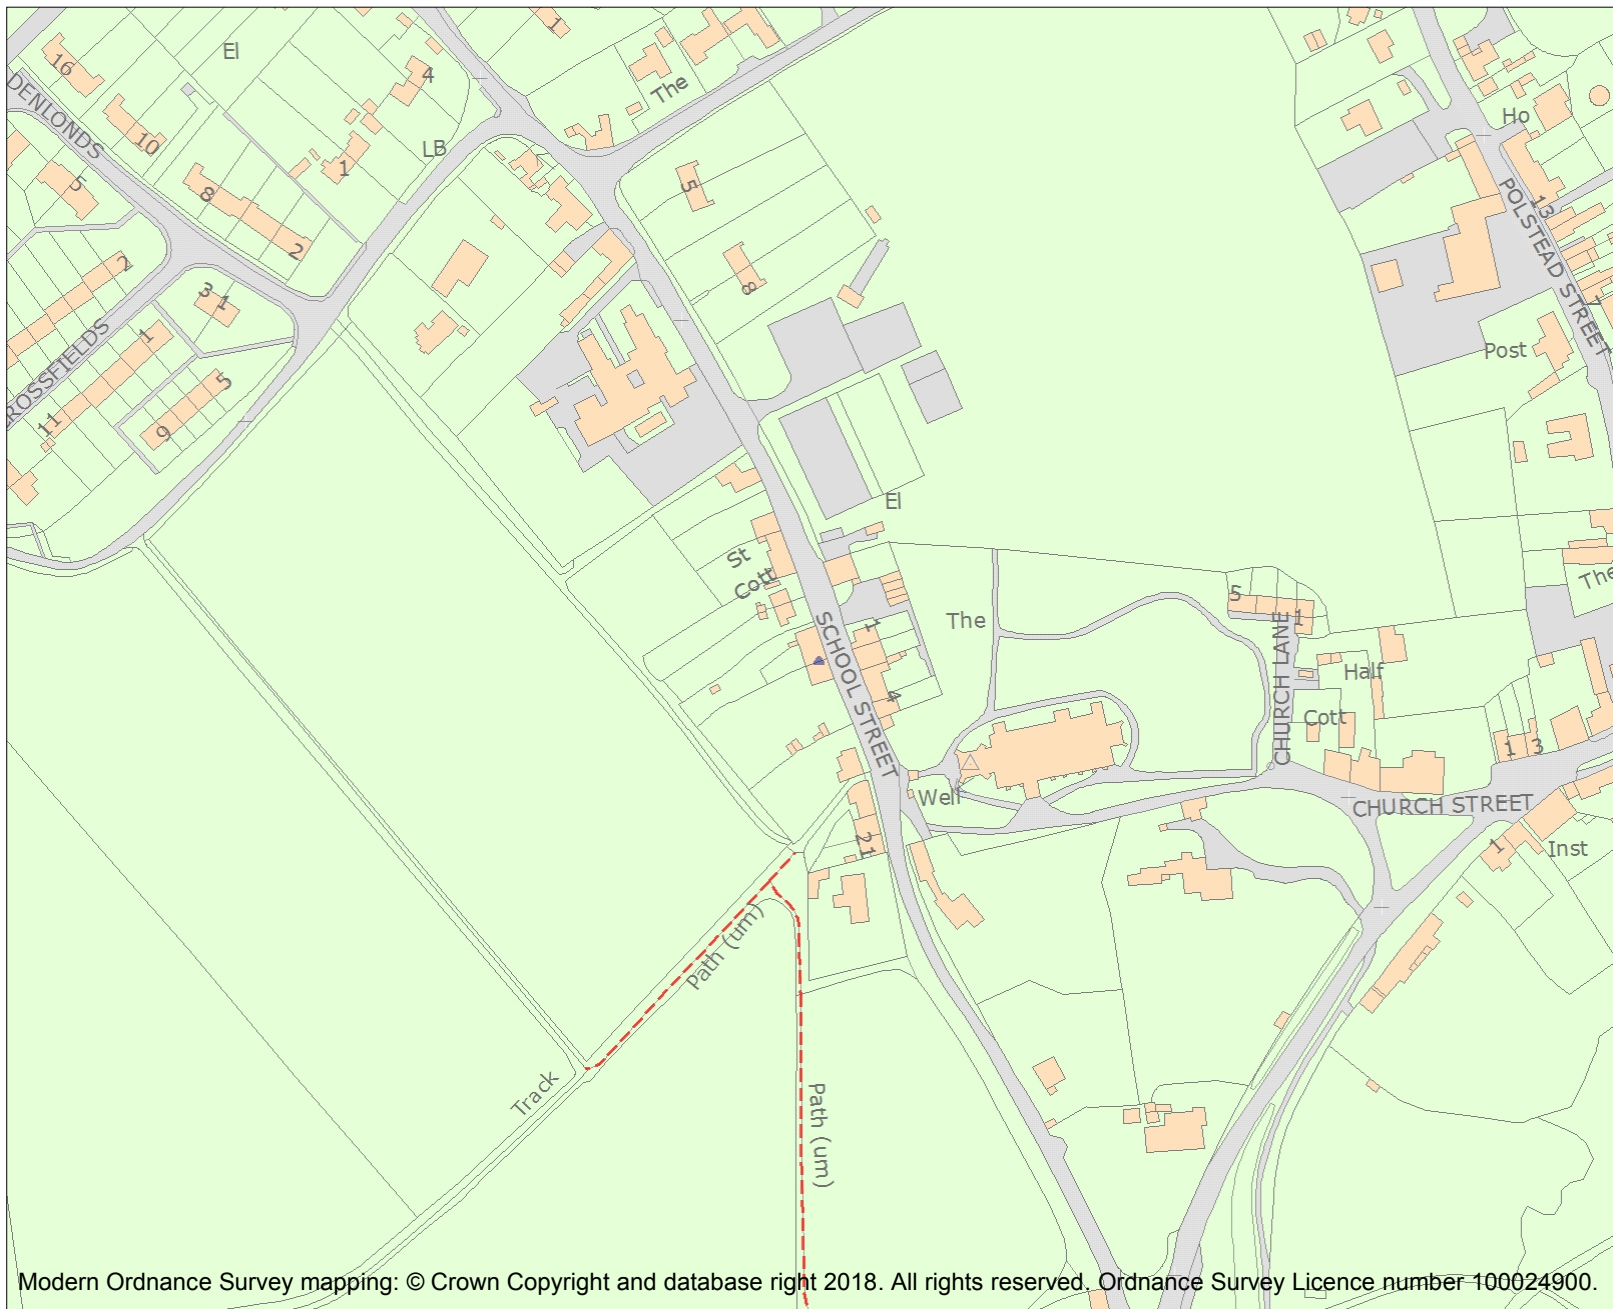 16
El
4
1
The
DENLONDS
10
LB
1
5
8
2
5
Ho
POLSTEAD STREET
13
2
3 1
8
7
CROSSFIELDS
1
11
5
9
Post
El
St
Cott
The
SCHOOL STREET
1
4
5
1
The
CHURCH LANE
Half
Cott
1 3
Well
CHURCH STREET
21
1
Inst
Path (um)
Track
Path (um)
Modern Ordnance Survey mapping: © Crown Copyright and database right 2018. All rights reserved. Ordnance Survey Licence number 100024900.